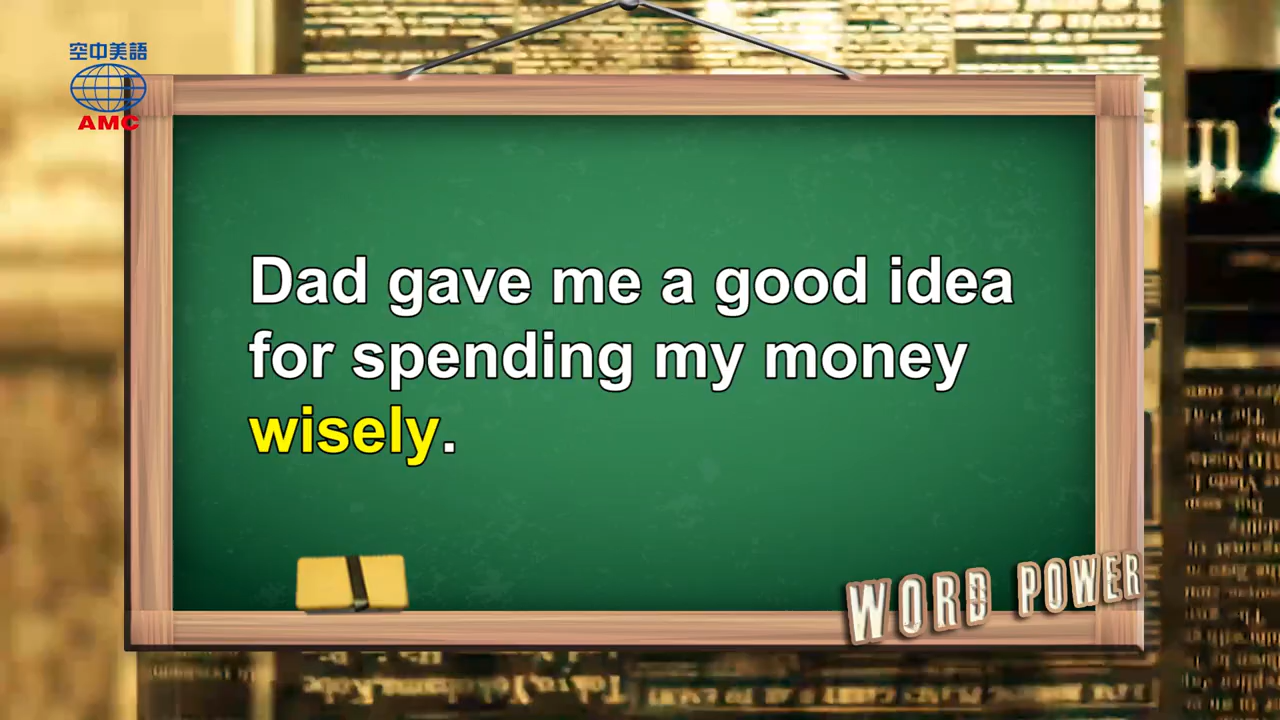 空中美語
AMC
Dad gave me a good idea
for spending my money
wisely.
WORD POWER